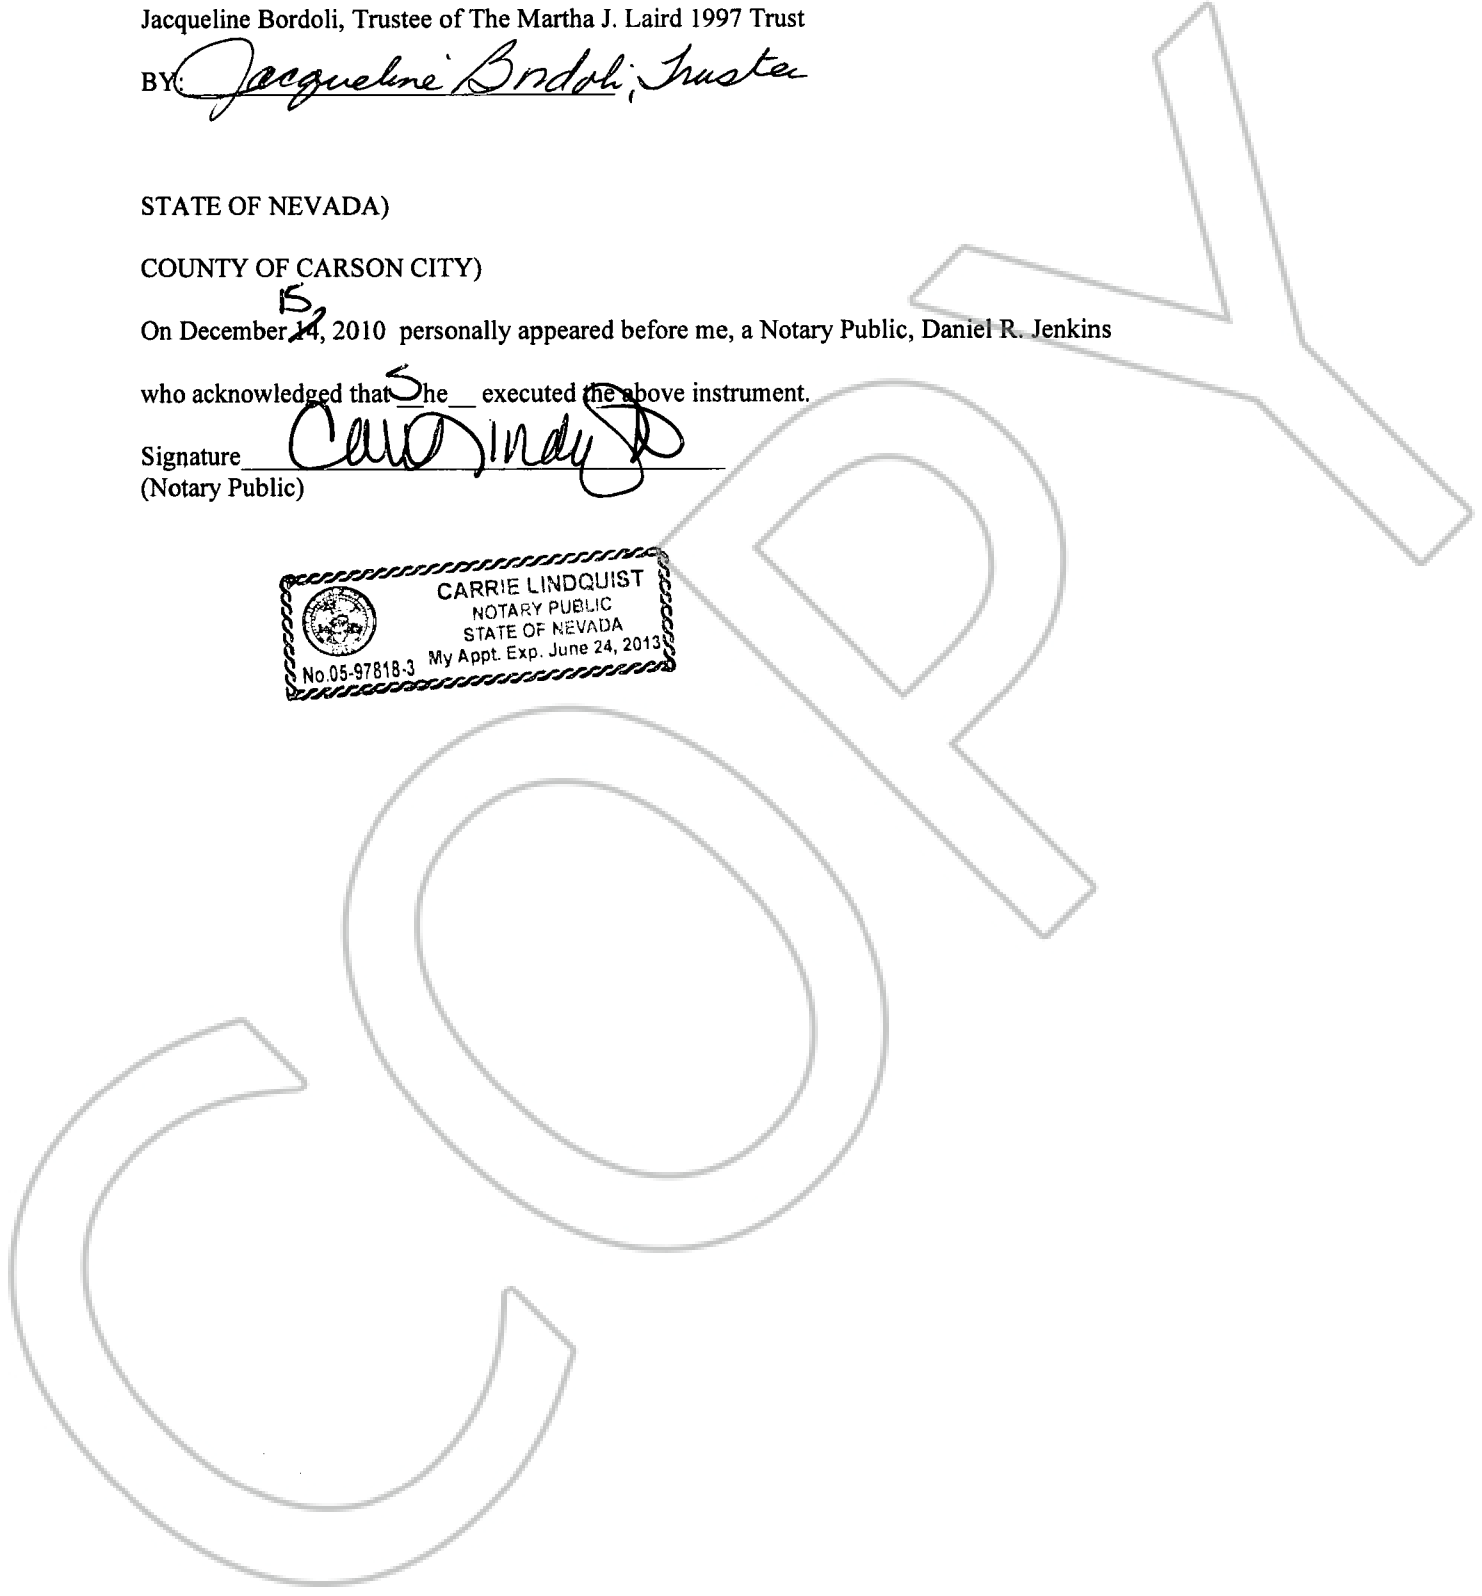 Jacqueline Bordoli, Trustee of The Martha J. Laird 1997 Trust
BY: Jacqueline Bordoli, Trustee
STATE OF NEVADA)
COUNTY OF CARSON CITY)
15
On December 14, 2010 personally appeared before me, a Notary Public, Daniel R. Jenkins
who acknowledged that She__ executed the above instrument.
Signature
(Notary Public)
CARRIE LINDQUIST
NOTARY PUBLIC
STATE OF NEVADA
My Appt. Exp. June 24, 2013
No.05-97818-3
COPY